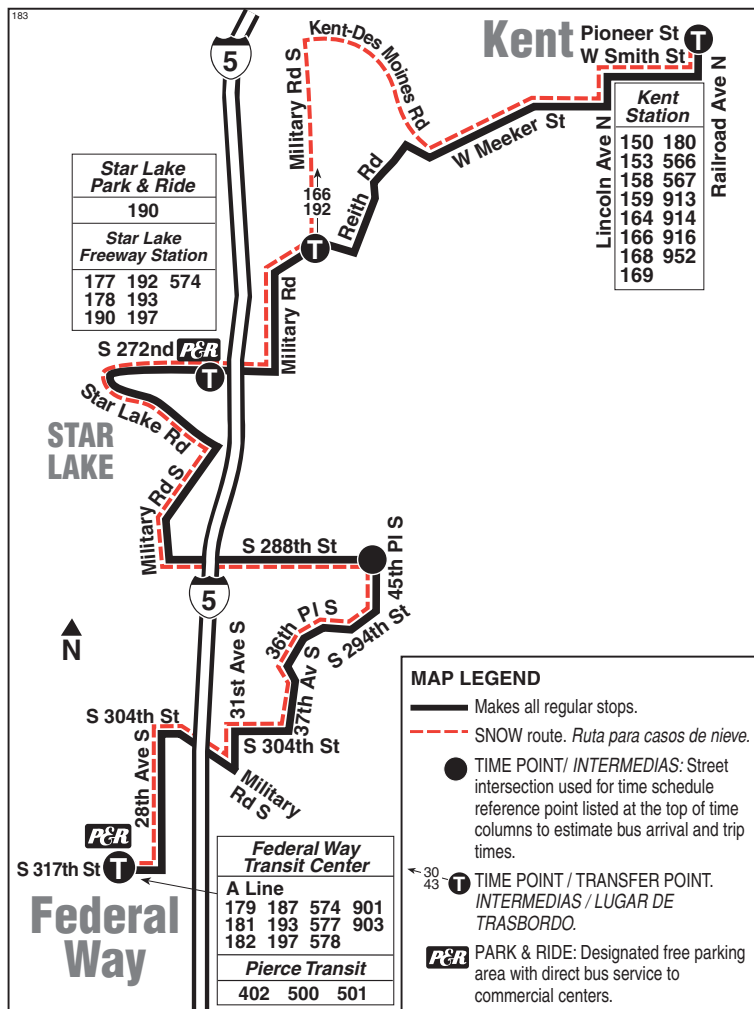 183
5
Kent
Pioneer St
W Smith St
T
Kent-Des Moines Rd
Military Rd S
W Meeker St
Lincoln Ave N
Railroad Ave N
Kent
Station
150 180
153 566
158 567
159 913
164 914
166 916
168 952
169
Star Lake
Park & Ride
190
Star Lake
Freeway Station
177 192 574
178 193
190 197
166
192
T
Reith Rd
Military Rd
S 272nd P&R
T
Star Lake Rd
STAR
LAKE
Military Rd S
S 288th St
45th Pl S
5
N
36th Pl S
S 294th St
31st Ave S
37th Av S
S 304th St
S 304th St
Military
Rd S
28th Ave S
P&R
S 317th St T
Federal
Way
Federal Way
Transit Center
A Line
179 187 574 901
181 193 577 903
182 197 578
Pierce Transit
402 500 501
MAP LEGEND
Makes all regular stops.
SNOW route. Ruta para casos de nieve.
TIME POINT/ INTERMEDIAS: Street
intersection used for time schedule
reference point listed at the top of time
columns to estimate bus arrival and trip
times.
30
43
T TIME POINT / TRANSFER POINT.
INTERMEDIAS / LUGAR DE
TRASBORDO.
P&R PARK & RIDE: Designated free parking
area with direct bus service to
commercial centers.